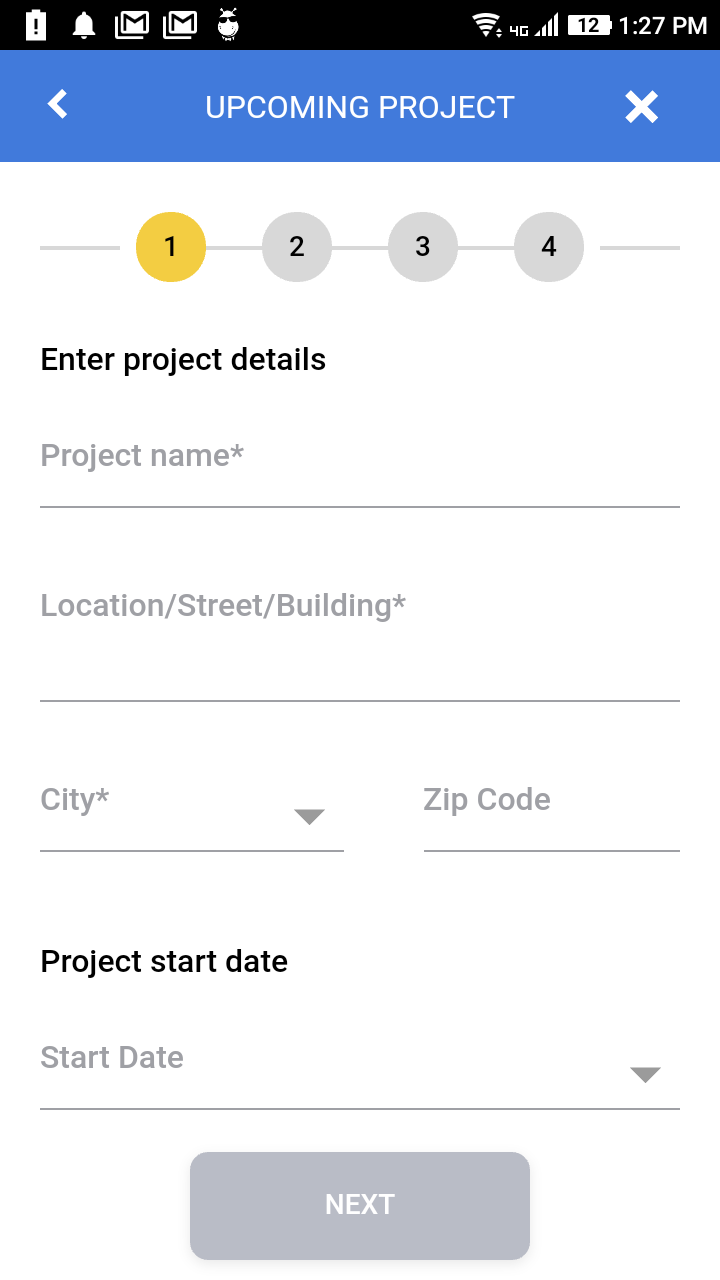 4G 12 1:27 PM
UPCOMING PROJECT
1 2 3 4
Enter project details
Project name*
Location/Street/Building*
City* Zip Code
Project start date
Start Date
NEXT